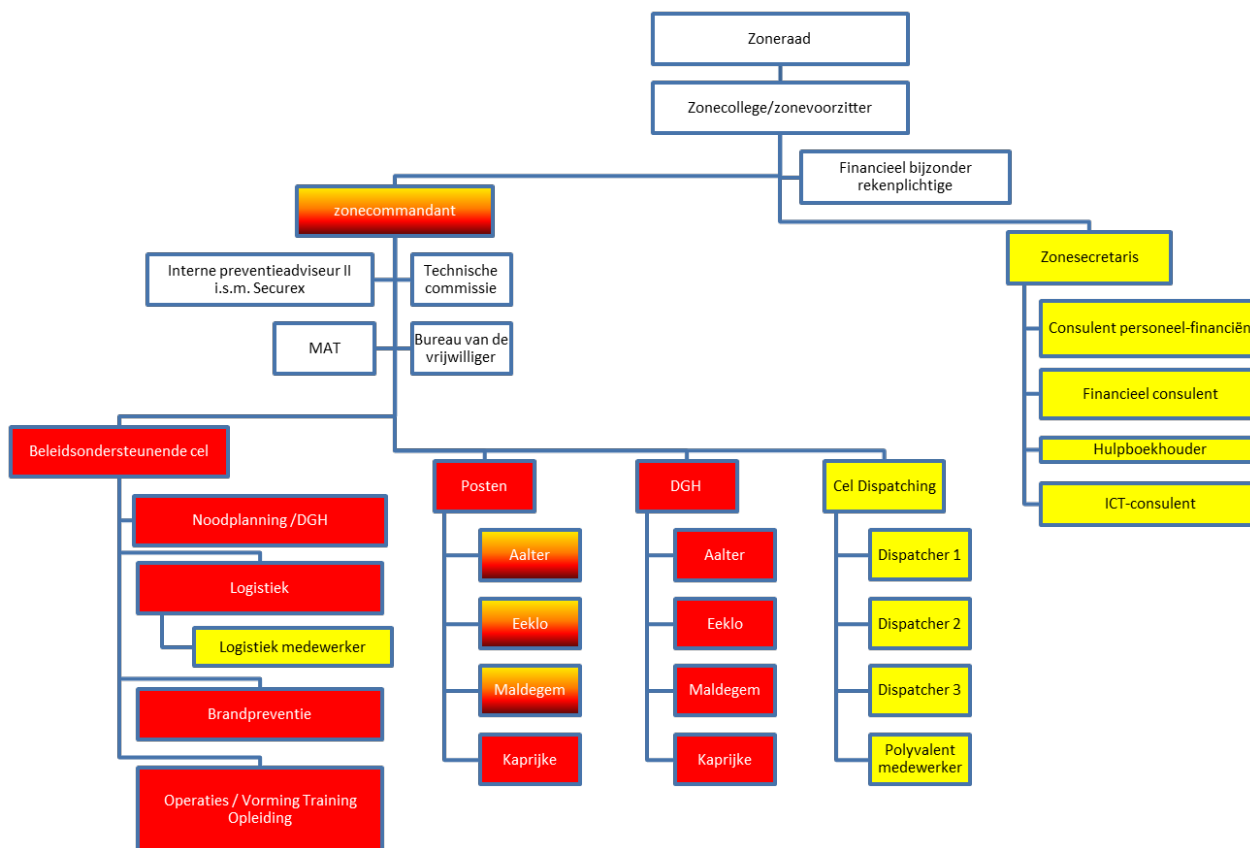 Zoneraad
Zonecollege/zonevoorzitter
Financieel bijzonder
rekenplichtige
zonecommandant
Zonesecretaris
Interne preventieadviseur II
i.s.m. Securex
Technische
commissie
MAT
Bureau van de
vrijwilliger
Consulent personeel-financiën
Financieel consulent
Hulpboekhouder
ICT-consulent
Beleidsondersteunende cel
Noodplanning /DGH
Logistiek
Logistiek medewerker
Brandpreventie
Operaties / Vorming Training
Opleiding
Posten
Aalter
Eeklo
Maldegem
Kaprijke
DGH
Aalter
Eeklo
Maldegem
Kaprijke
Cel Dispatching
Dispatcher 1
Dispatcher 2
Dispatcher 3
Polyvalent
medewerker